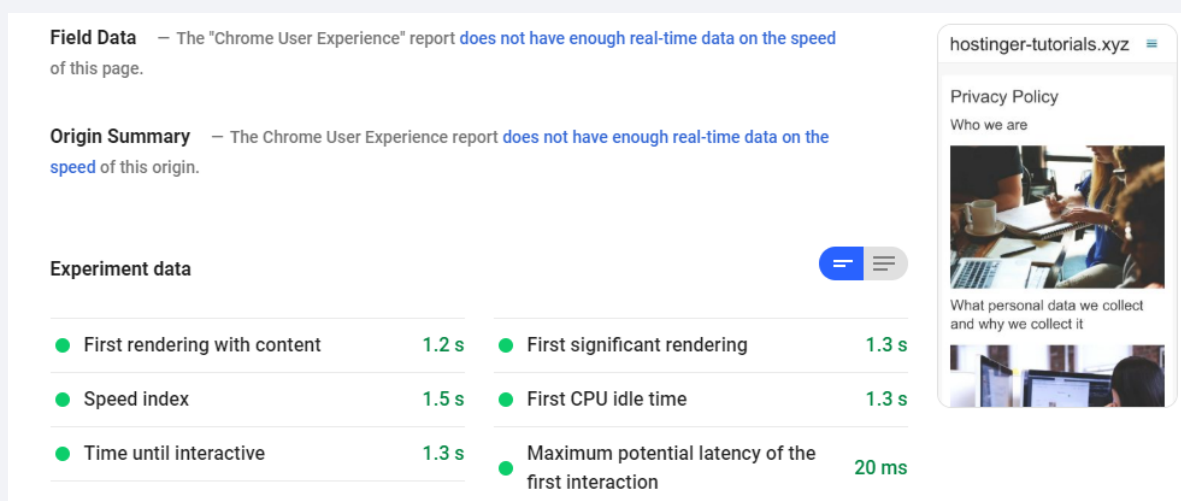 Field Data — The "Chrome User Experience" report does not have enough real-time data on the speed
of this page.
Origin Summary — The Chrome User Experience report does not have enough real-time data on the
speed of this origin.
Experiment data
First rendering with content 1.2 s
First significant rendering 1.3 s
Speed index 1.5 s
First CPU idle time 1.3 s
Time until interactive 1.3 s
Maximum potential latency of the
first interaction 20 ms
hostinger-tutorials.xyz
Privacy Policy
Who we are
What personal data we collect
and why we collect it